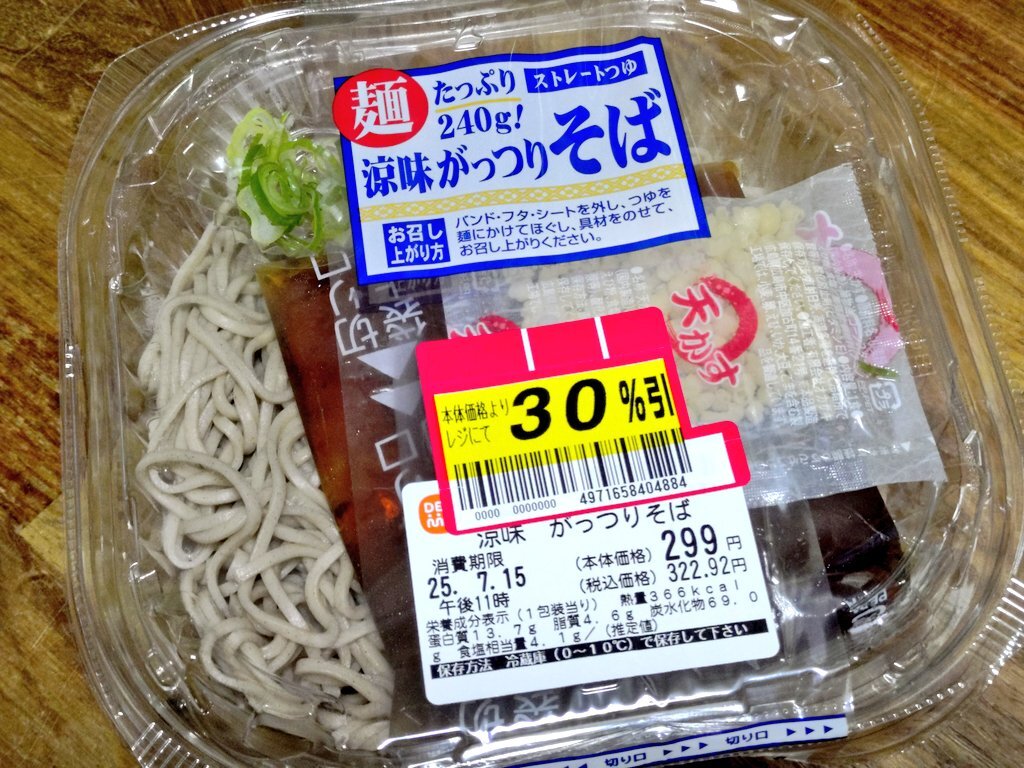 麺
たっぷり
240g!
ストレートつゆ
涼味がっつりそば
お召し
上がり方
バンド・フタ・シートを外し、つゆを
麺にかけてほぐし、具材をのせて、
お召し上がりください。
切り口
天かす
本体価格より
レジにて
30%引
4971658404884
0000 0000000
涼味 がっつりそば
消費期限
25. 7.15
午後11時
(本体価格) 299円
(税込価格) 322.92円
栄養成分表示(1包装当り) 熱量366kcal
蛋白質13.7g 脂質4.6g 炭水化物69.0
g 食塩相当量4.1g/(推定値)
保存方法 冷蔵庫(0～10℃)で保存して下さい
切り口 ▷▷▷ 切り口 ▷▷▷